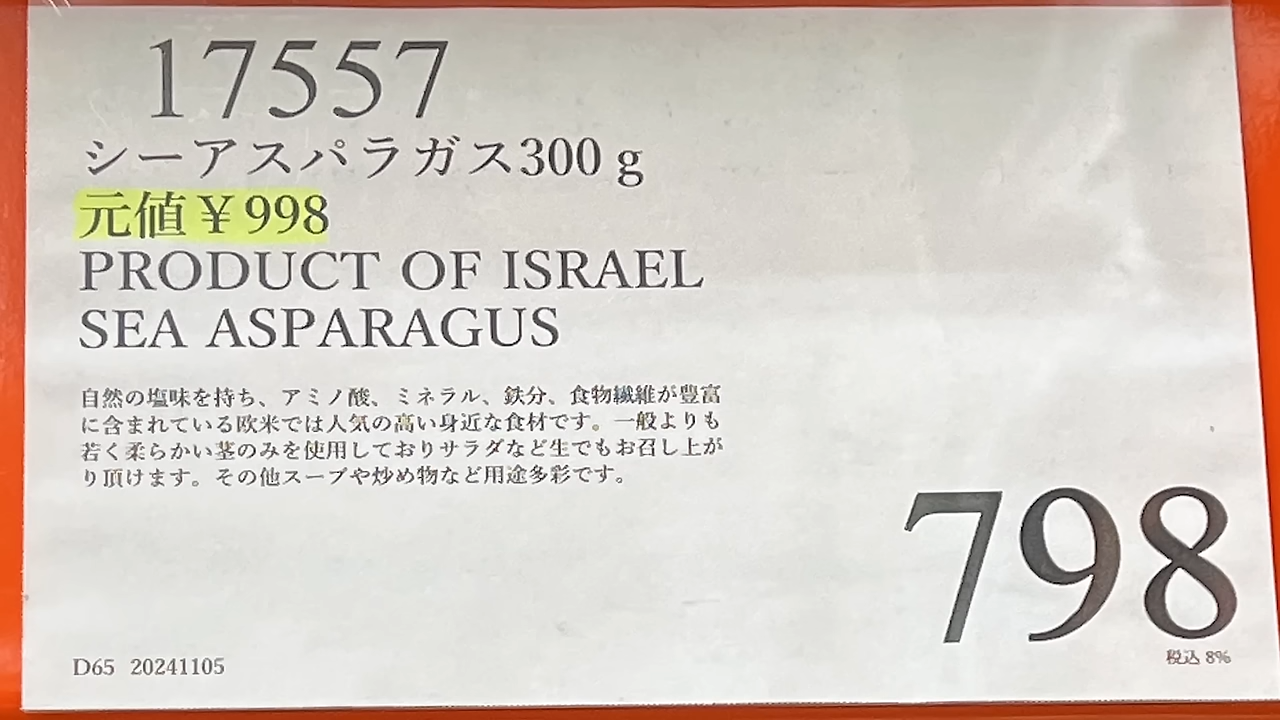 17557
シーアスパラガス300 g
元値￥998
PRODUCT OF ISRAEL
SEA ASPARAGUS
自然の塩味を持ち、アミノ酸、ミネラル、鉄分、食物繊維が豊富
に含まれている欧米では人気の高い身近な食材です。一般よりも
若く柔らかい茎のみを使用しておりサラダなど生でもお召し上が
り頂けます。その他スープや炒め物など用途多彩です。
798
税込 8%
D65 20241105